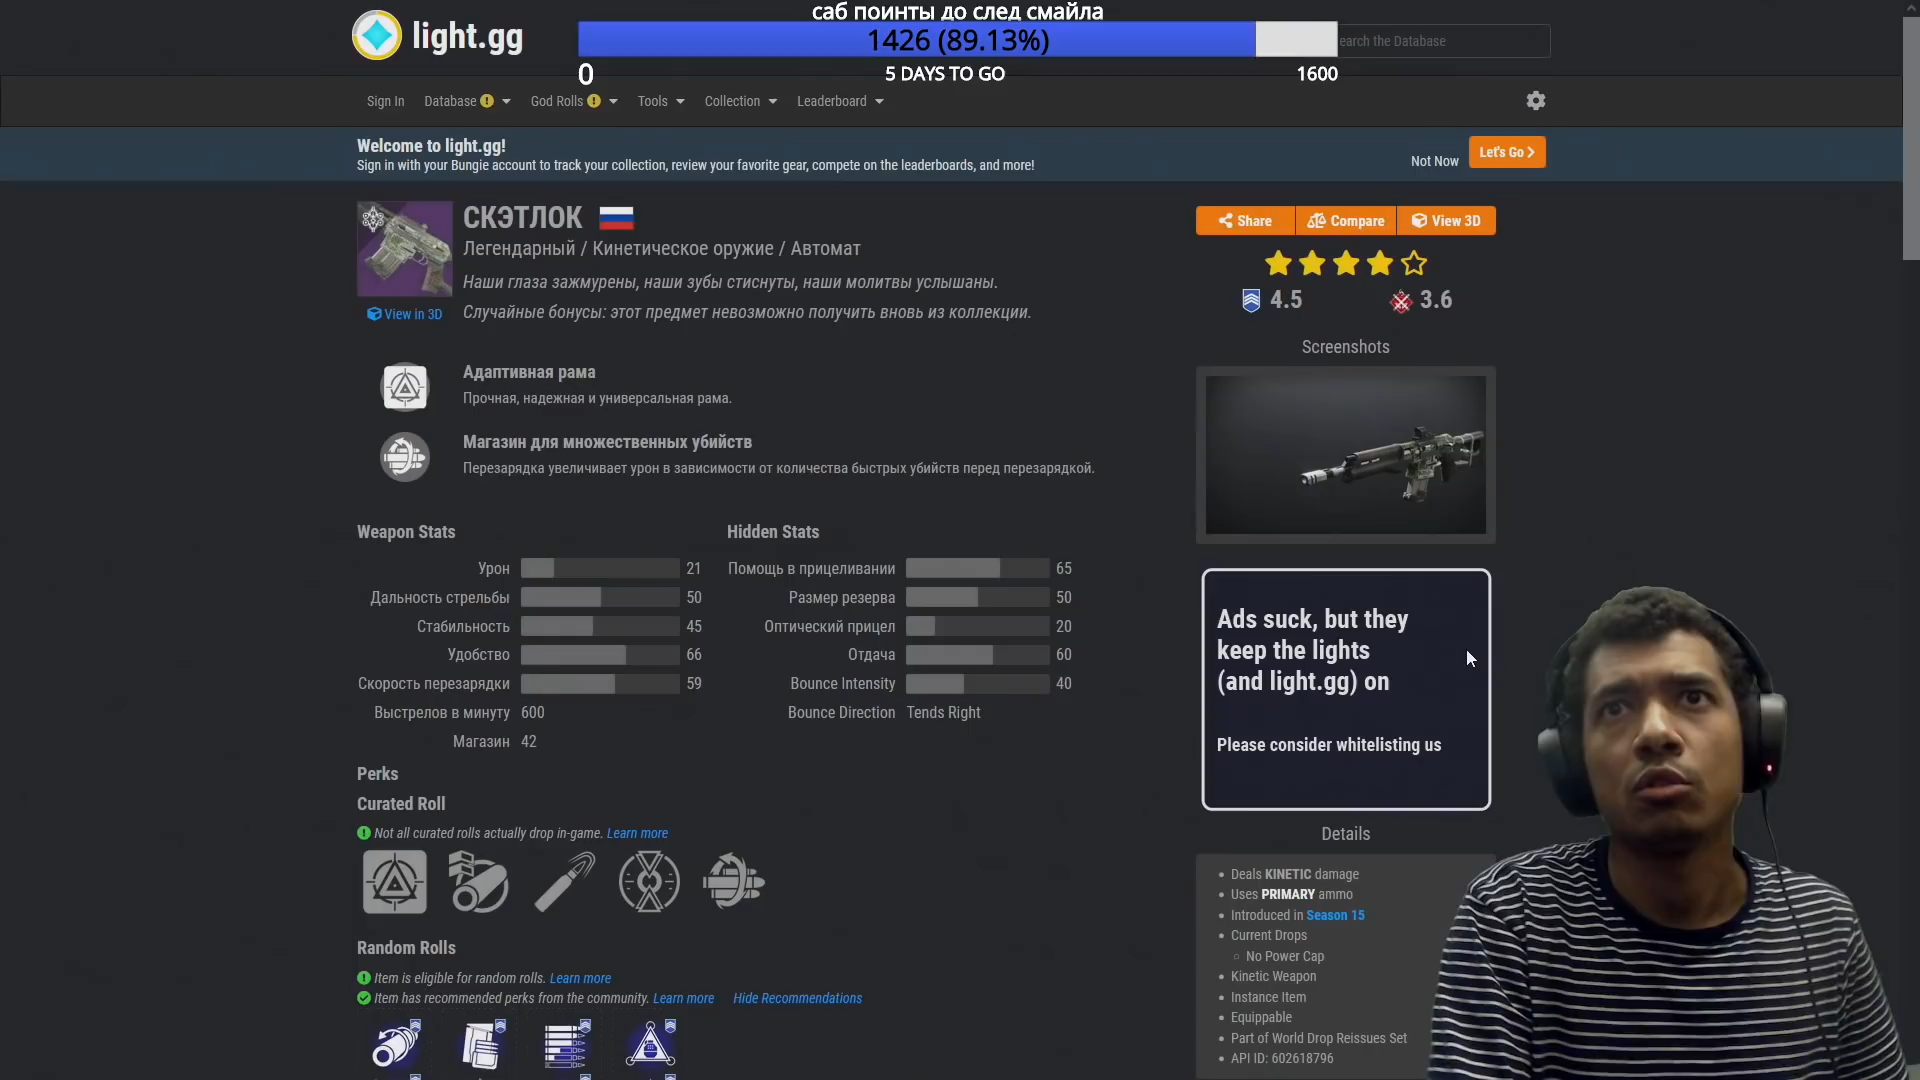 саб поинты до след смайла
light.gg
1426 (89.13%)
earch the Database
0
5 DAYS TO GO
1600
Sign In
Database
God Rolls
Tools
Collection
Leaderboard
Welcome to light.gg!
Sign in with your Bungie account to track your collection, review your favorite gear, compete on the leaderboards, and more!
Not Now
Let's Go
СКЭТЛОК
Легендарный / Кинетическое оружие / Автомат
Наши глаза зажмурены, наши зубы стиснуты, наши молитвы услышаны.
View in 3D
Случайные бонусы: этот предмет невозможно получить вновь из коллекции.
Share
Compare
View 3D
4.5
3.6
Адаптивная рама
Прочная, надежная и универсальная рама.
Магазин для множественных убийств
Перезарядка увеличивает урон в зависимости от количества быстрых убийств перед перезарядкой.
Screenshots
Weapon Stats
Урон 21
Дальность стрельбы 50
Стабильность 45
Удобство 66
Скорость перезарядки 59
Выстрелов в минуту 600
Магазин 42
Hidden Stats
Помощь в прицеливании 65
Размер резерва 50
Оптический прицел 20
Отдача 60
Bounce Intensity 40
Bounce Direction Tends Right
Ads suck, but they
keep the lights
(and light.gg) on
Please consider whitelisting us
Perks
Curated Roll
Not all curated rolls actually drop in-game. Learn more
Random Rolls
Item is eligible for random rolls. Learn more
Item has recommended perks from the community. Learn more Hide Recommendations
Details
Deals KINETIC damage
Uses PRIMARY ammo
Introduced in Season 15
Current Drops
No Power Cap
Kinetic Weapon
Instance Item
Equippable
Part of World Drop Reissues Set
API ID: 602618796